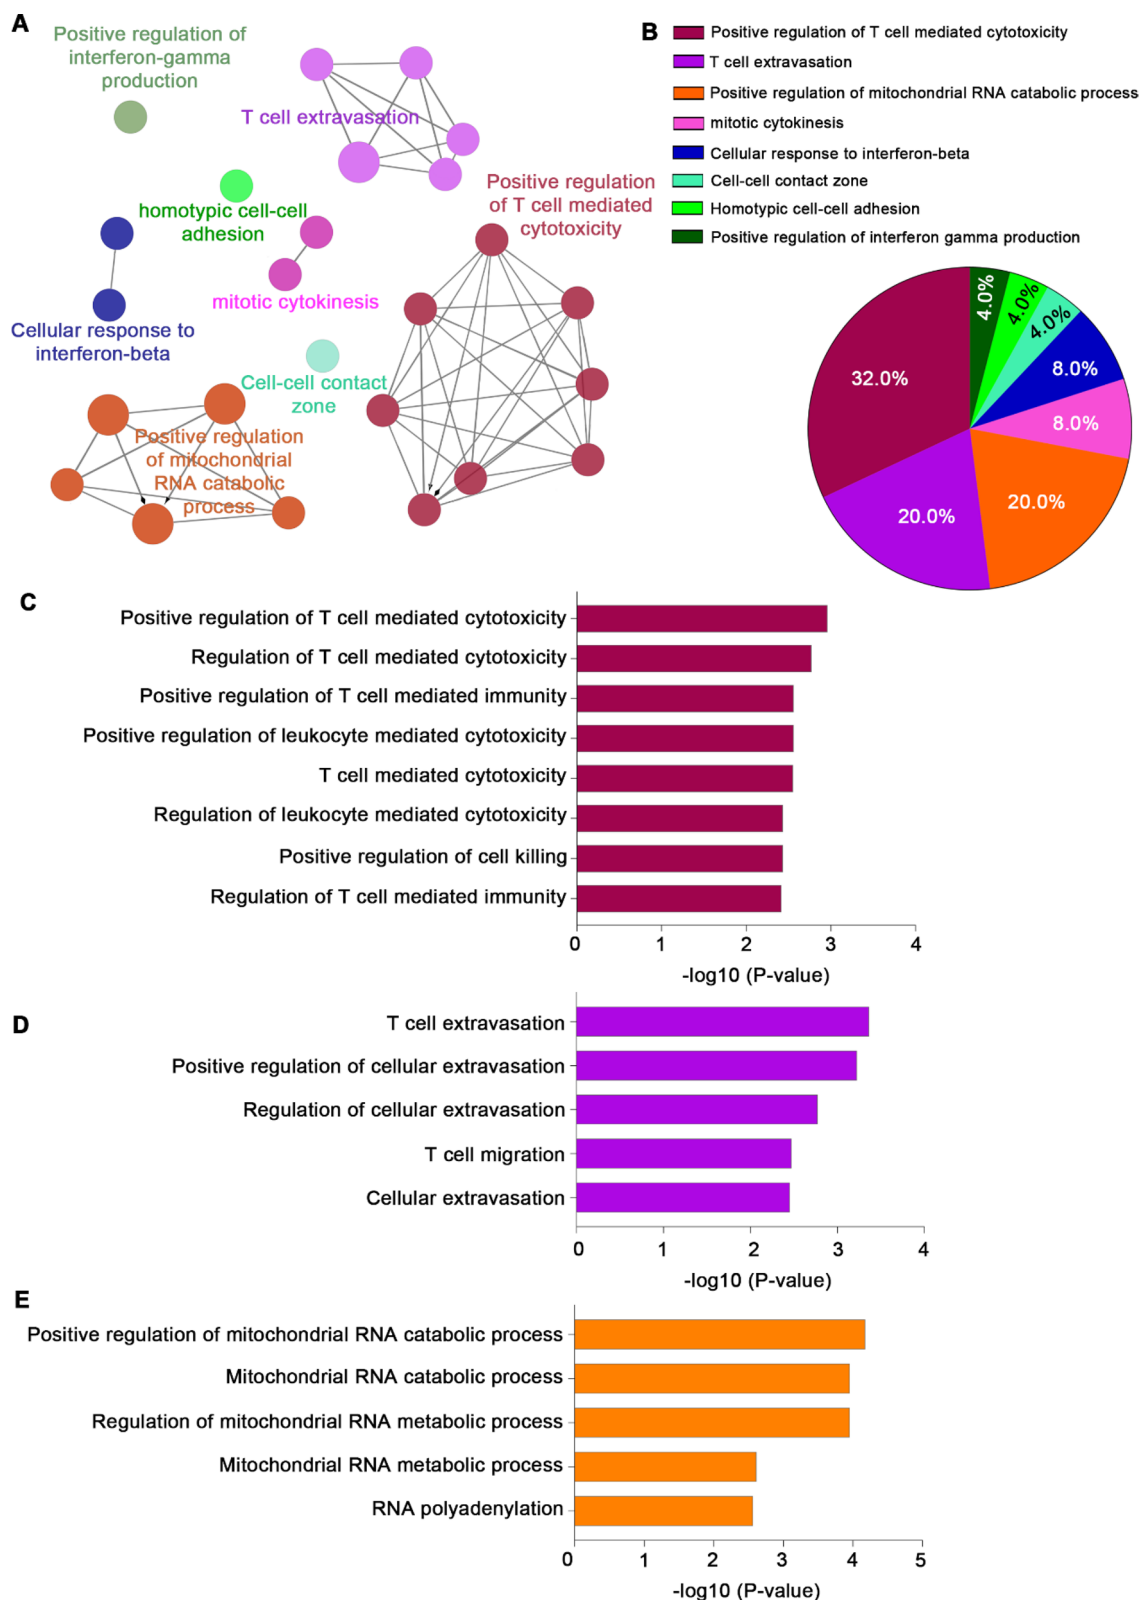 A
Positive regulation of
interferon-gamma
production
T cell extravasation
homotypic cell-cell
adhesion
mitotic cytokinesis
Cellular response to
interferon-beta
Cell-cell contact
zone
Positive regulation
of T cell mediated
cytotoxicity
Positive regulation
of mitochondrial
RNA catabolic
process
B
Positive regulation of T cell mediated cytotoxicity
T cell extravasation
Positive regulation of mitochondrial RNA catabolic process
mitotic cytokinesis
Cellular response to interferon-beta
Cell-cell contact zone
Homotypic cell-cell adhesion
Positive regulation of interferon gamma production
4.0%
4.0%
4.0%
8.0%
8.0%
20.0%
20.0%
32.0%
C
Positive regulation of T cell mediated cytotoxicity
Regulation of T cell mediated cytotoxicity
Positive regulation of T cell mediated immunity
Positive regulation of leukocyte mediated cytotoxicity
T cell mediated cytotoxicity
Regulation of leukocyte mediated cytotoxicity
Positive regulation of cell killing
Regulation of T cell mediated immunity
0 1 2 3 4
-log10 (P-value)
D
T cell extravasation
Positive regulation of cellular extravasation
Regulation of cellular extravasation
T cell migration
Cellular extravasation
0 1 2 3 4
-log10 (P-value)
E
Positive regulation of mitochondrial RNA catabolic process
Mitochondrial RNA catabolic process
Regulation of mitochondrial RNA metabolic process
Mitochondrial RNA metabolic process
RNA polyadenylation
0 1 2 3 4 5
-log10 (P-value)